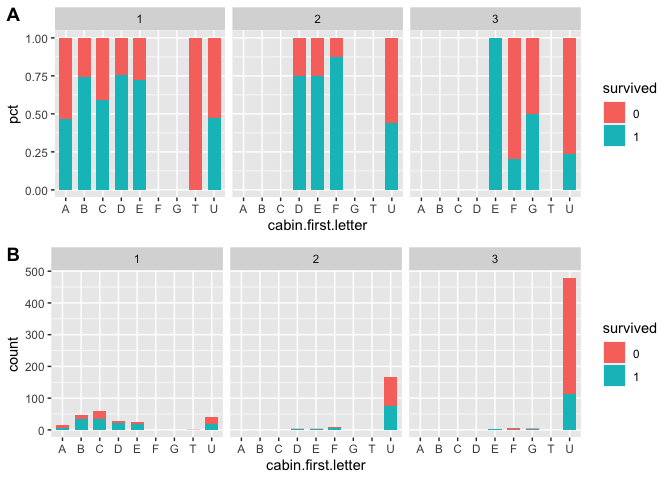 A
1 2 3
pct
1.00
0.75
0.50
0.25
0.00
A B C D E F G T U A B C D E F G T U A B C D E F G T U
cabin.first.letter
survived
0
1
B
1 2 3
count
500
400
300
200
100
0
A B C D E F G T U A B C D E F G T U A B C D E F G T U
cabin.first.letter
survived
0
1